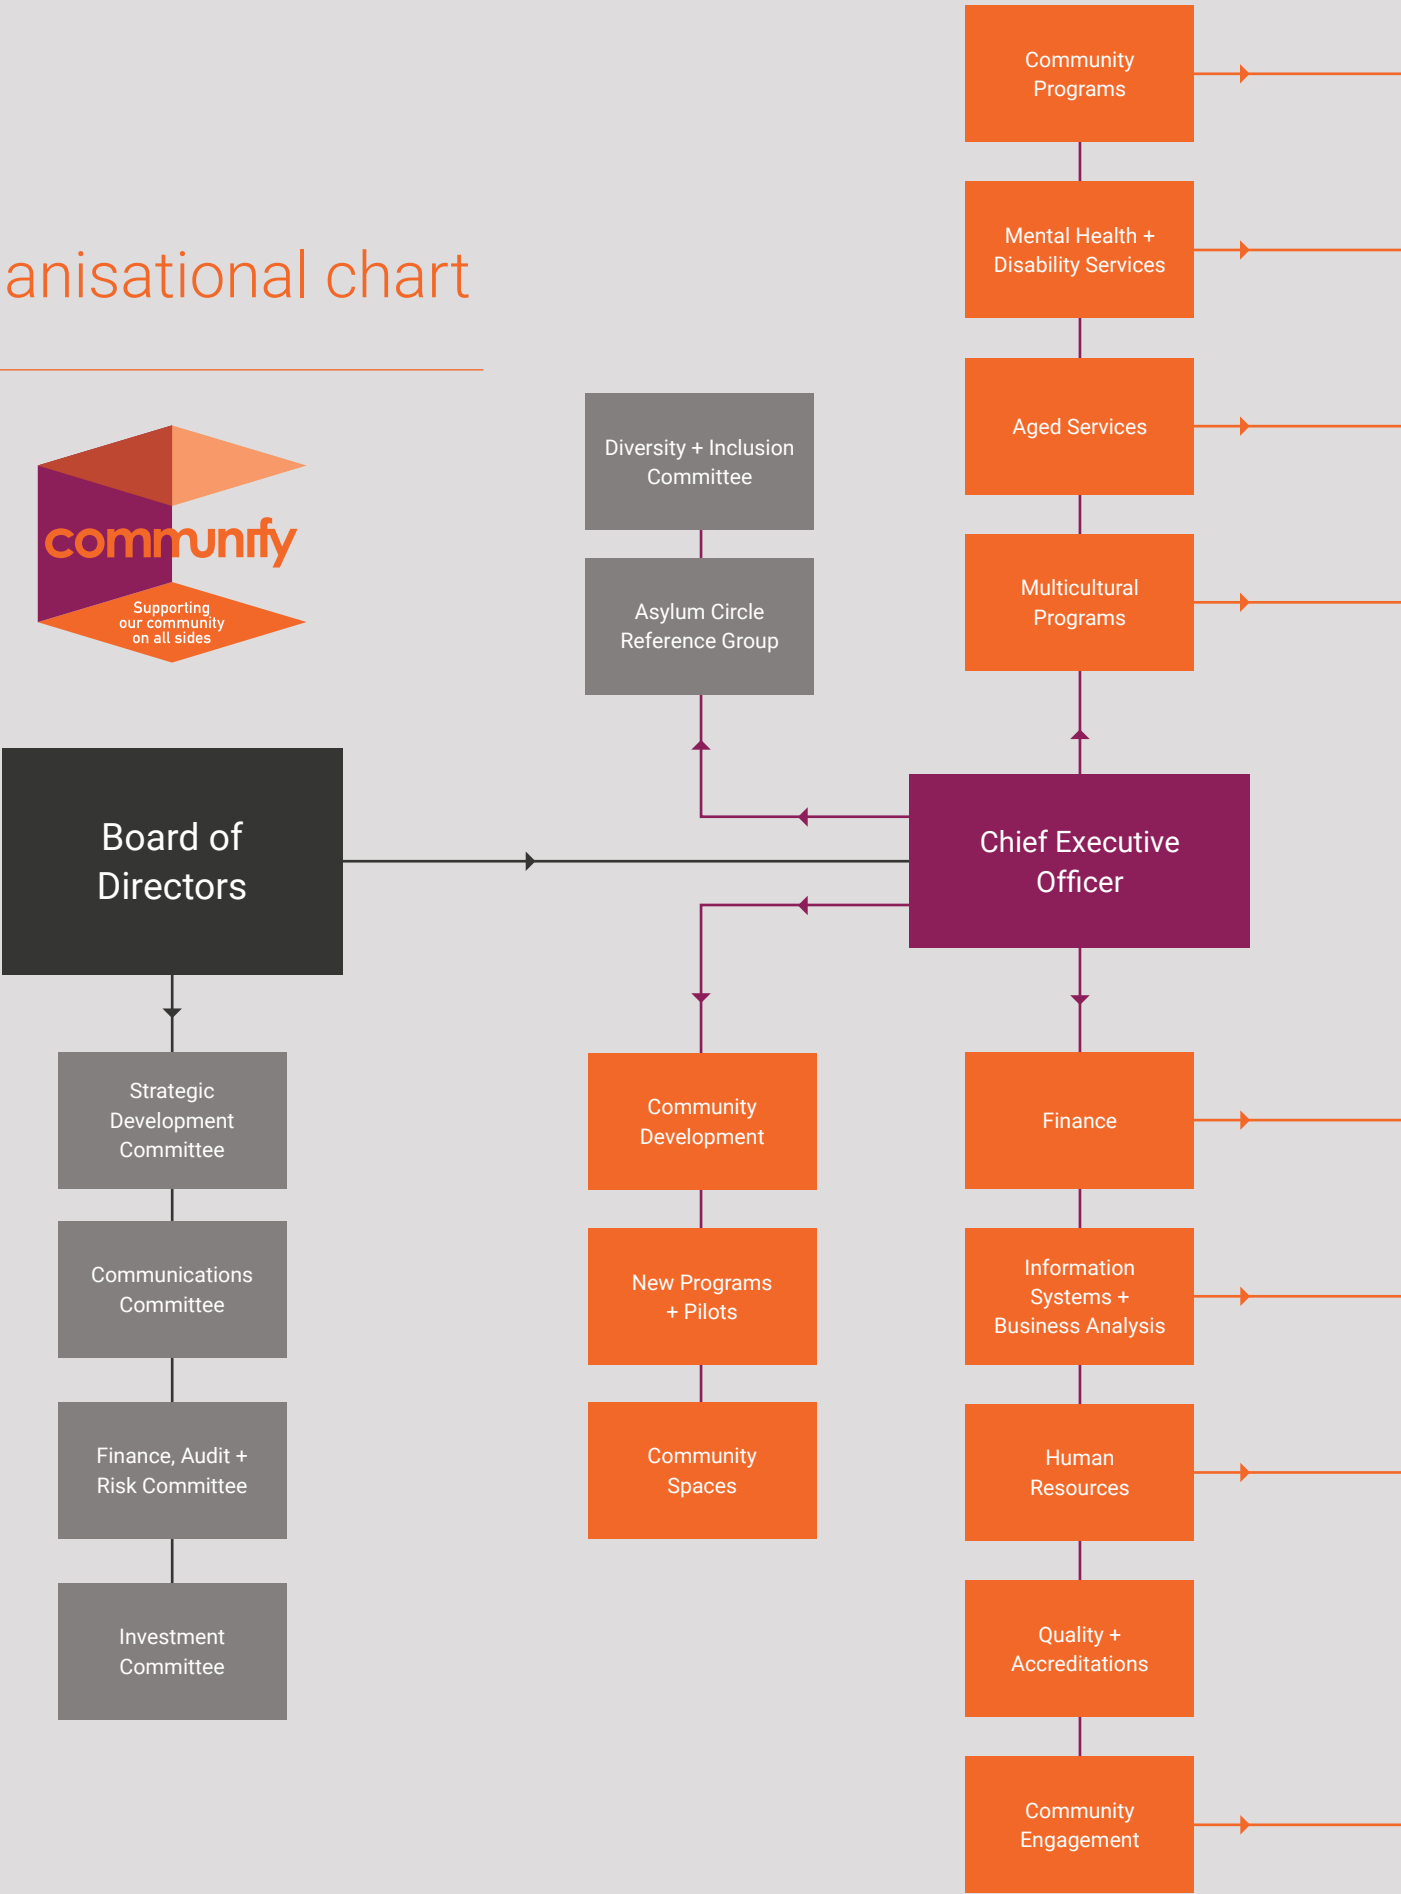 anisational chart
communify
Supporting
our community
on all sides
Board of
Directors
Strategic
Development
Committee
Communications
Committee
Finance, Audit +
Risk Committee
Investment
Committee
Diversity + Inclusion
Committee
Asylum Circle
Reference Group
Community
Development
New Programs
+ Pilots
Community
Spaces
Community
Programs
Mental Health +
Disability Services
Aged Services
Multicultural
Programs
Chief Executive
Officer
Finance
Information
Systems +
Business Analysis
Human
Resources
Quality +
Accreditations
Community
Engagement